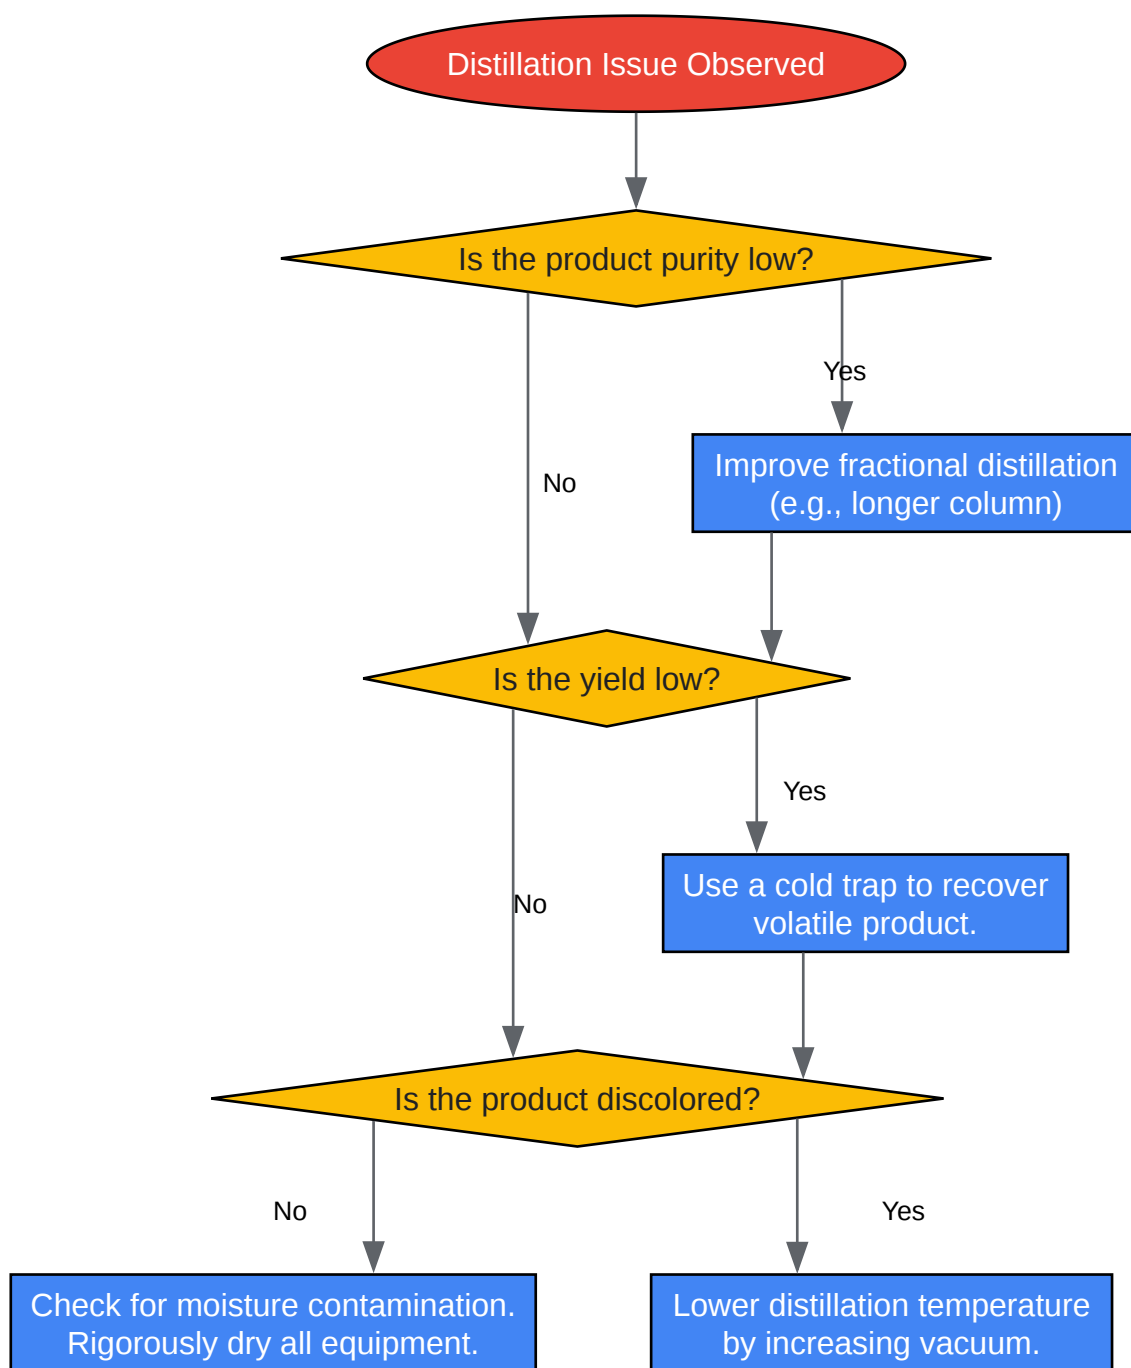 Distillation Issue Observed
Is the product purity low?
Yes
Improve fractional distillation
(e.g., longer column)
No
Is the yield low?
Yes
Use a cold trap to recover
volatile product.
No
Is the product discolored?
No
Yes
Check for moisture contamination.
Rigorously dry all equipment.
Lower distillation temperature
by increasing vacuum.